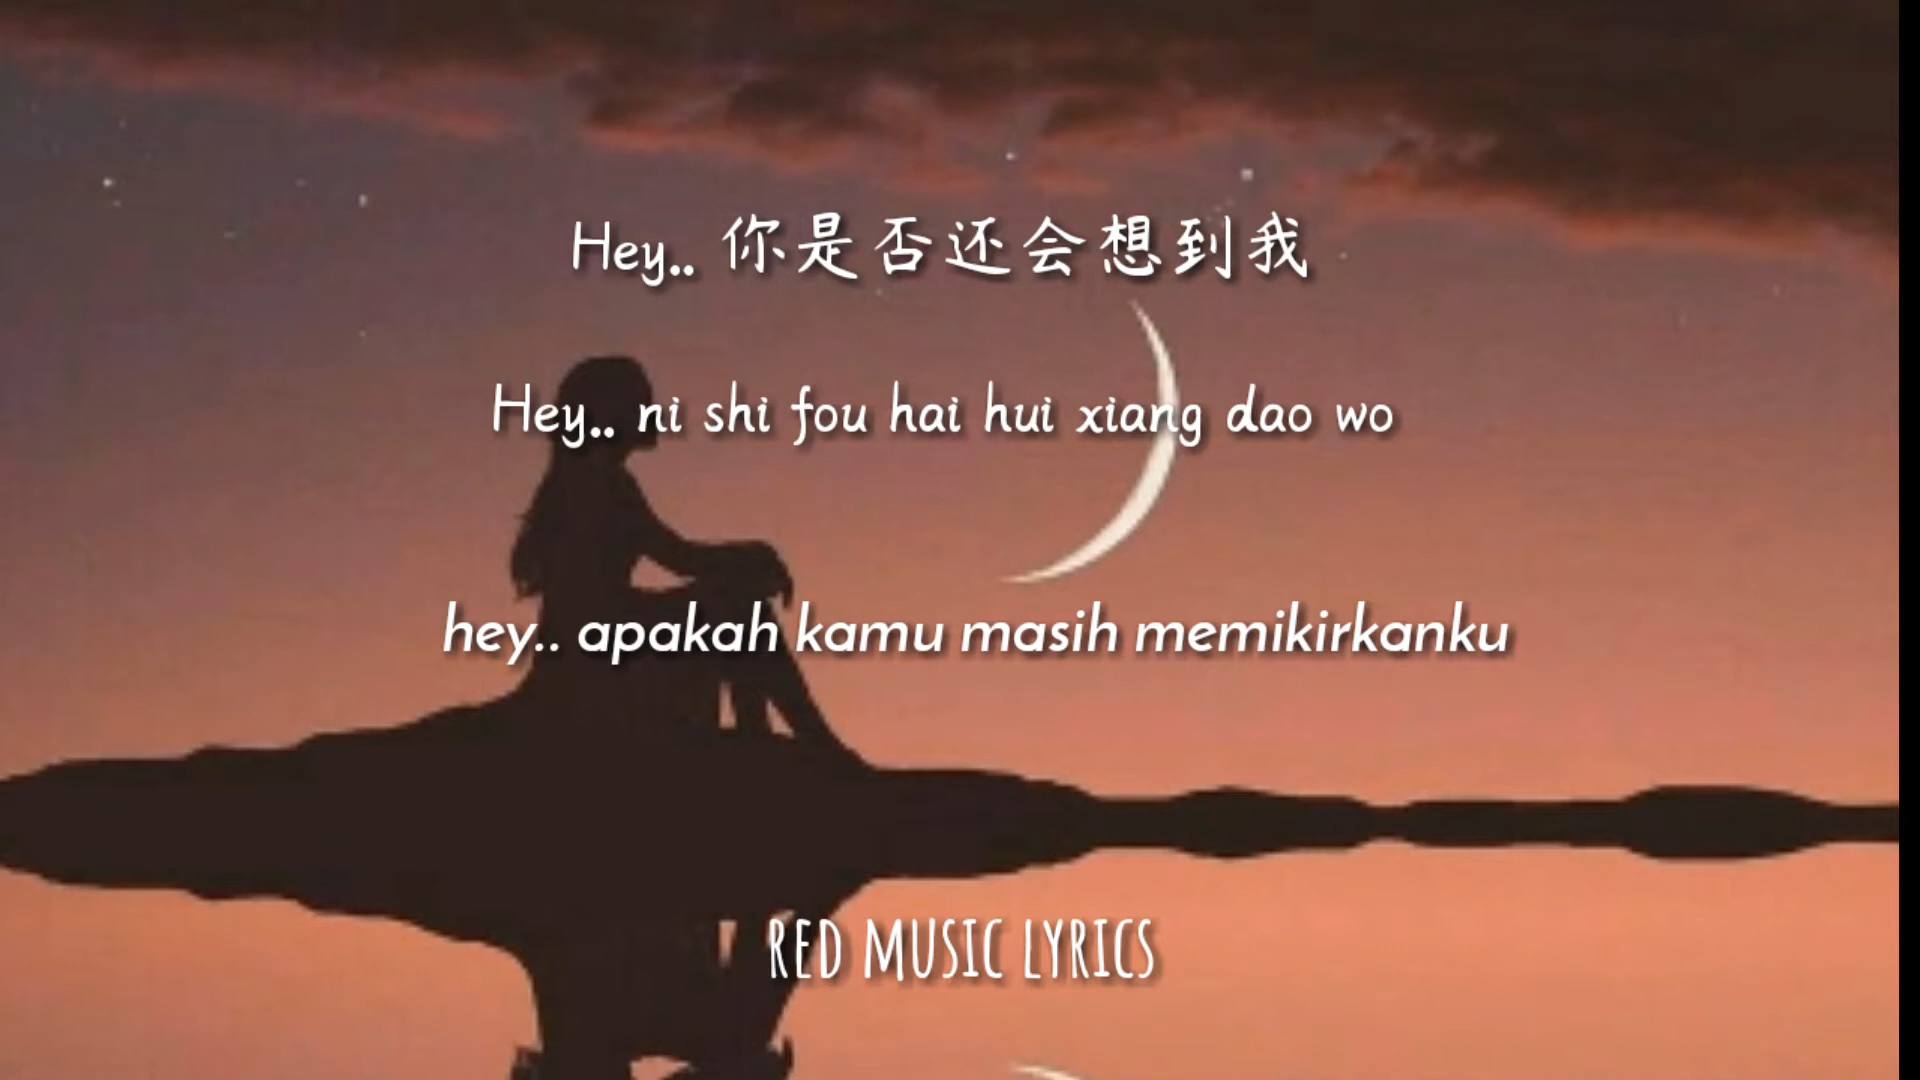 Hey.. 你是否还会想到我
Hey.. ni shi fou hai hui xiang dao wo
hey.. apakah kamu masih memikirkanku
RED MUSIC LYRICS